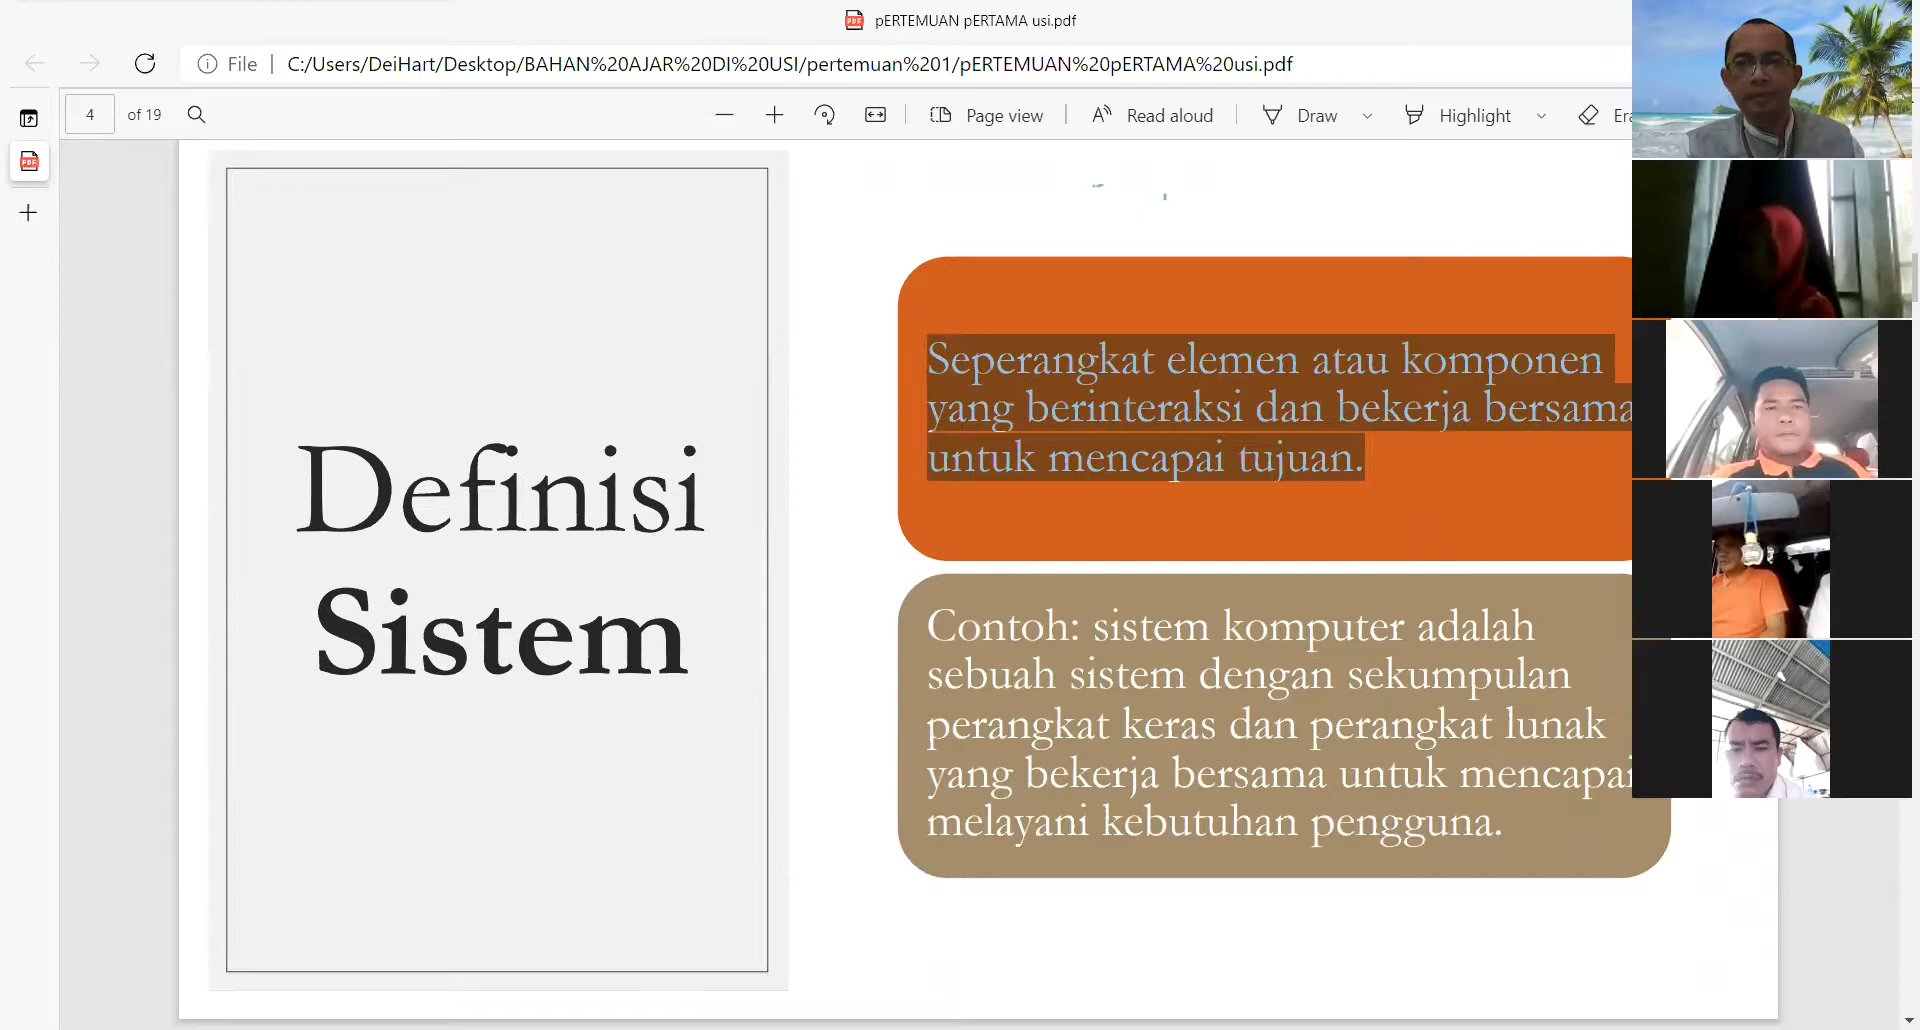 pERTEMUAN pERTAMA usi.pdf
File
C:/Users/DeiHart/Desktop/BAHAN%20AJAR%20DI%20USI/pertemuan%201/pERTEMUAN%20pERTAMA%20usi.pdf
4 of 19
Page view
Read aloud
Draw
Highlight
Era
Definisi
Sistem
Seperangkat elemen atau komponen
yang berinteraksi dan bekerja bersama
untuk mencapai tujuan.
Contoh: sistem komputer adalah
sebuah sistem dengan sekumpulan
perangkat keras dan perangkat lunak
yang bekerja bersama untuk mencapai
melayani kebutuhan pengguna.